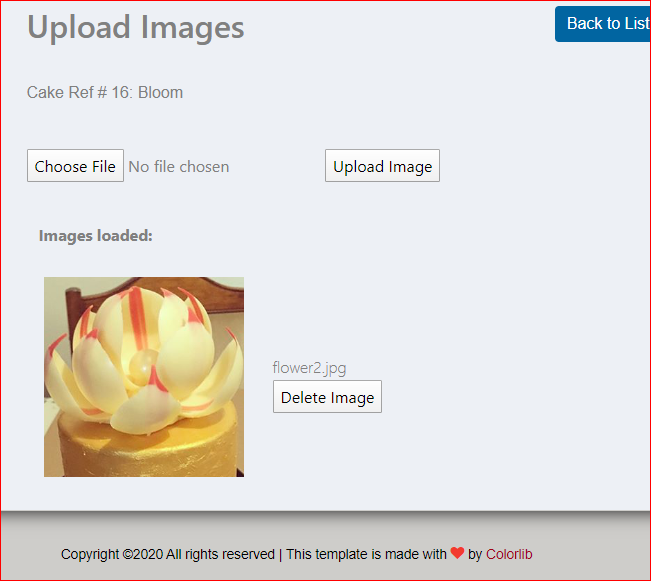 Upload Images
Back to List
Cake Ref # 16: Bloom
Choose File No file chosen
Upload Image
Images loaded:
flower2.jpg
Delete Image
Copyright ©2020 All rights reserved | This template is made with ❤ by Colorlib